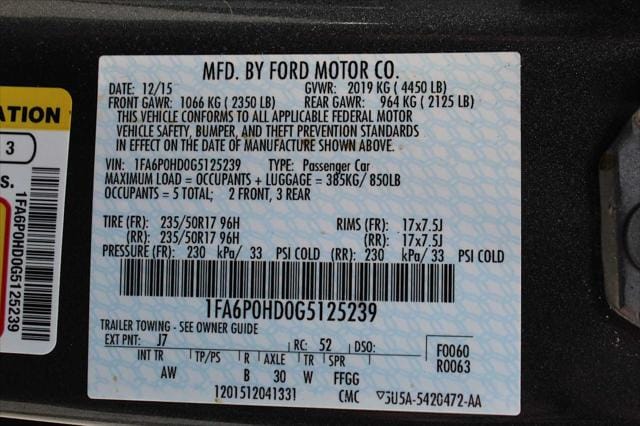 MFD. BY FORD MOTOR CO.
DATE: 12/15 GVWR: 2019 KG ( 4450 LB)
FRONT GAWR: 1066 KG ( 2350 LB) REAR GAWR: 964 KG ( 2125 LB)
THIS VEHICLE CONFORMS TO ALL APPLICABLE FEDERAL MOTOR
VEHICLE SAFETY, BUMPER, AND THEFT PREVENTION STANDARDS
IN EFFECT ON THE DATE OF MANUFACTURE SHOWN ABOVE.
VIN: 1FA6P0HD0G5125239 TYPE: Passenger Car
MAXIMUM LOAD = OCCUPANTS + LUGGAGE = 385KG/ 850LB
OCCUPANTS = 5 TOTAL; 2 FRONT, 3 REAR
TIRE (FR): 235/50R17 96H RIMS (FR): 17x7.5J
(RR): 235/50R17 96H (RR): 17x7.5J
PRESSURE (FR): 230 kPa/ 33 PSI COLD (RR): 230 kPa/ 33 PSI COLD
1FA6P0HD0G5125239
TRAILER TOWING - SEE OWNER GUIDE
EXT PNT: J7 RC: 52 DSO: F0060
R0063
INT TR TP/PS R AXLE TR SPR
AW B 30 W FFGG
1201512041331 CMC 5U5A-5420472-AA
ATION
3
S.
1FA6P0HD0G5125239